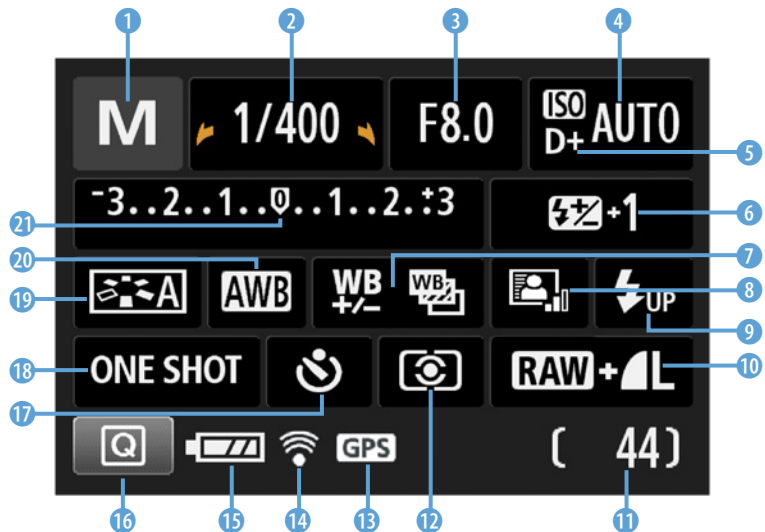 1 2 3 4
M 1/400 F8.0 ISO D+ AUTO
5
-3..2..1..0..1..2.:+3 +1
21 6
20 7
A AWB WB +/- WB
19 8
UP
9
18 ONE SHOT RAW+L 10
17
Q GPS ( 44)
16 15 14 13 12 11